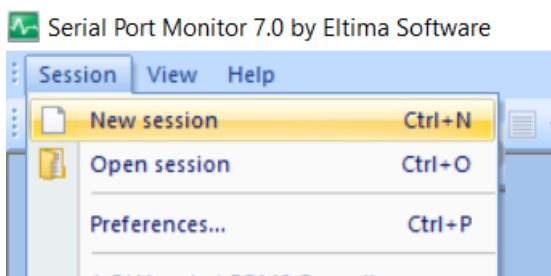 Serial Port Monitor 7.0 by Eltima Software
Session View Help
New session Ctrl+N
Open session Ctrl+O
Preferences... Ctrl+P